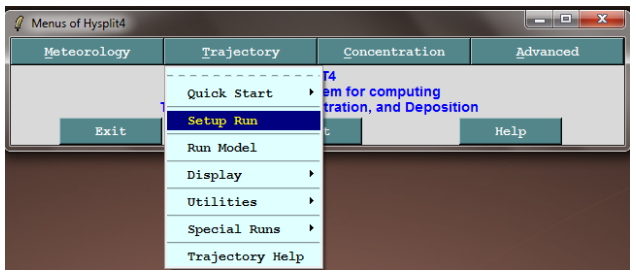 Menus of Hysplit4
Meteorology Trajectory Concentration Advanced
T4
em for computing
T tration, and Deposition
Exit t Help
Quick Start
Setup Run
Run Model
Display
Utilities
Special Runs
Trajectory Help